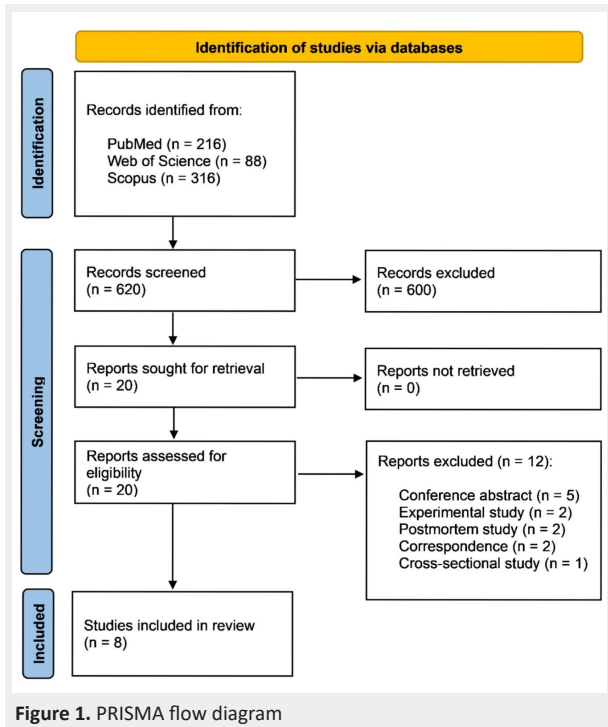 Identification of studies via databases
Identification
Records identified from:
PubMed (n = 216)
Web of Science (n = 88)
Scopus (n = 316)
Screening
Records screened
(n = 620)
Records excluded
(n = 600)
Reports sought for retrieval
(n = 20)
Reports not retrieved
(n = 0)
Reports assessed for
eligibility
(n = 20)
Reports excluded (n = 12):
Conference abstract (n = 5)
Experimental study (n = 2)
Postmortem study (n = 2)
Correspondence (n = 2)
Cross-sectional study (n = 1)
Included
Studies included in review
(n = 8)
Figure 1. PRISMA flow diagram